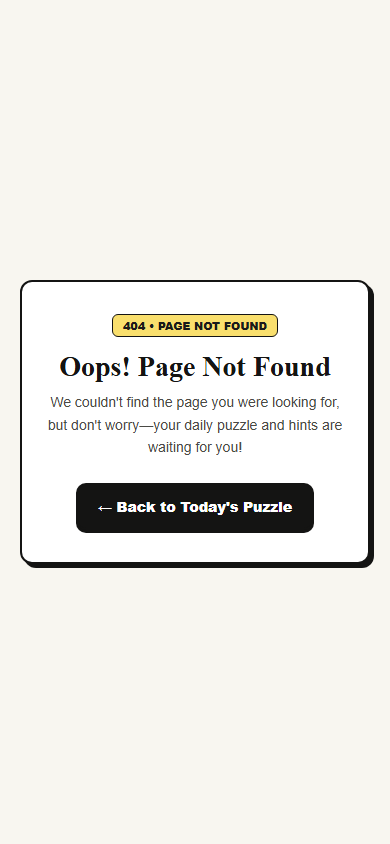 404 • PAGE NOT FOUND
Oops! Page Not Found
We couldn't find the page you were looking for,
but don't worry—your daily puzzle and hints are
waiting for you!
← Back to Today's Puzzle